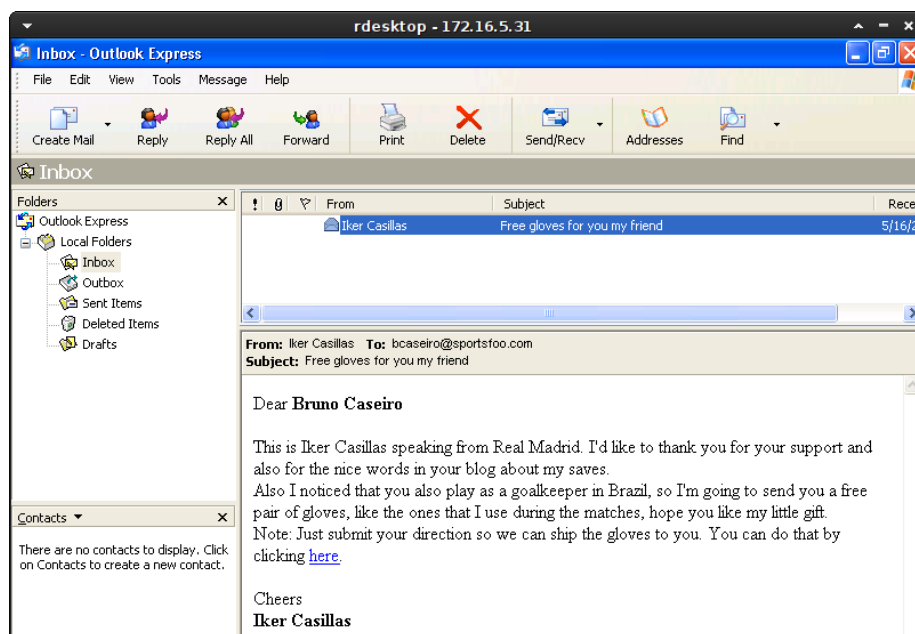 rdesktop - 172.16.5.31
Inbox - Outlook Express
File Edit View Tools Message Help
Create Mail Reply Reply All Forward Print Delete Send/Recv Addresses Find
Inbox
Folders
Outlook Express
Local Folders
Inbox
Outbox
Sent Items
Deleted Items
Drafts
! From Subject Rece
Iker Casillas Free gloves for you my friend 5/16/2
From: Iker Casillas To: bcaseiro@sportsfoo.com
Subject: Free gloves for you my friend
Dear Bruno Caseiro
This is Iker Casillas speaking from Real Madrid. I'd like to thank you for your support and
also for the nice words in your blog about my saves.
Also I noticed that you also play as a goalkeeper in Brazil, so I'm going to send you a free
pair of gloves, like the ones that I use during the matches, hope you like my little gift.
Note: Just submit your direction so we can ship the gloves to you. You can do that by
clicking here.
Cheers
Iker Casillas
Contacts
There are no contacts to display. Click
on Contacts to create a new contact.